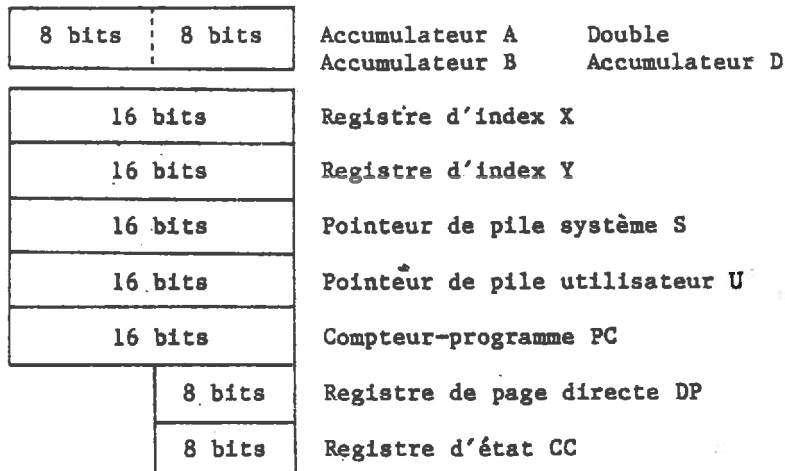 8 bits 8 bits Accumulateur A Double
Accumulateur B Accumulateur D
16 bits Registre d'index X
16 bits Registre d'index Y
16 bits Pointeur de pile système S
16 bits Pointeur de pile utilisateur U
16 bits Compteur-programme PC
8 bits Registre de page directe DP
8 bits Registre d'état CC